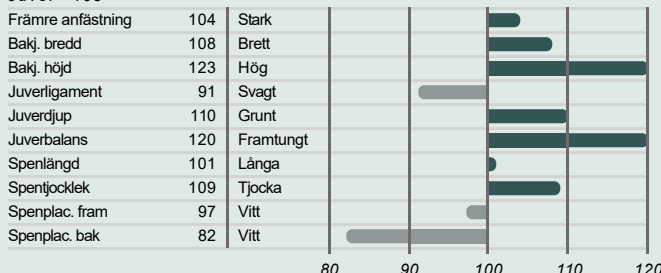 Främre anfästning 104 Stark
Bakj. bredd 108 Brett
Bakj. höjd 123 Hög
Juverligament 91 Svagt
Juverdjup 110 Grunt
Juverbalans 120 Framtungt
Spenlängd 101 Långa
Spentjocklek 109 Tjocka
Spenplac. fram 97 Vitt
Spenplac. bak 82 Vitt
80 90 100 110 120